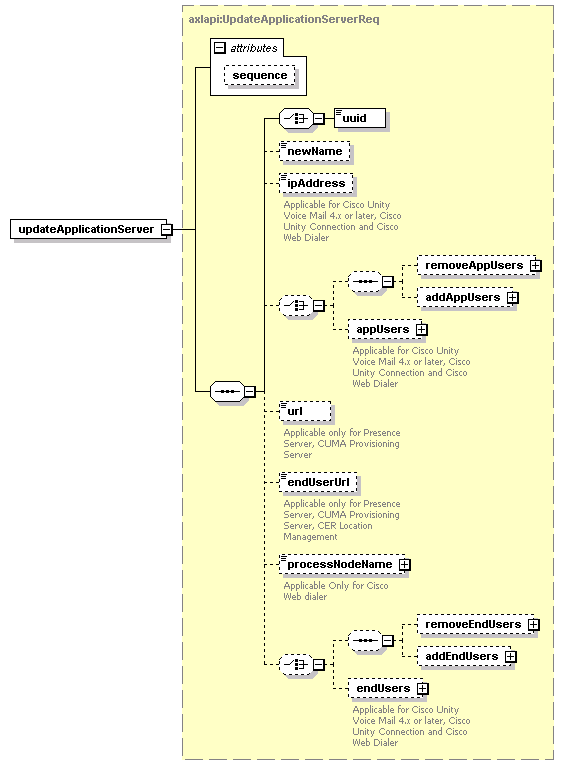 axlapi:UpdateApplicationServerReq
attributes
sequence
uuid
newName
ipAddress
Applicable for Cisco Unity
Voice Mail 4.x or later, Cisco
Unity Connection and Cisco
Web Dialer
updateApplicationServer
removeAppUsers
addAppUsers
appUsers
Applicable for Cisco Unity
Voice Mail 4.x or later, Cisco
Unity Connection and Cisco
Web Dialer
url
Applicable only for Presence
Server, CUMA Provisioning
Server
endUserUrl
Applicable only for Presence
Server, CUMA Provisioning
Server, CER Location
Management
processNodeName
Applicable Only for Cisco
Web dialer
removeEndUsers
addEndUsers
endUsers
Applicable for Cisco Unity
Voice Mail 4.x or later, Cisco
Unity Connection and Cisco
Web Dialer